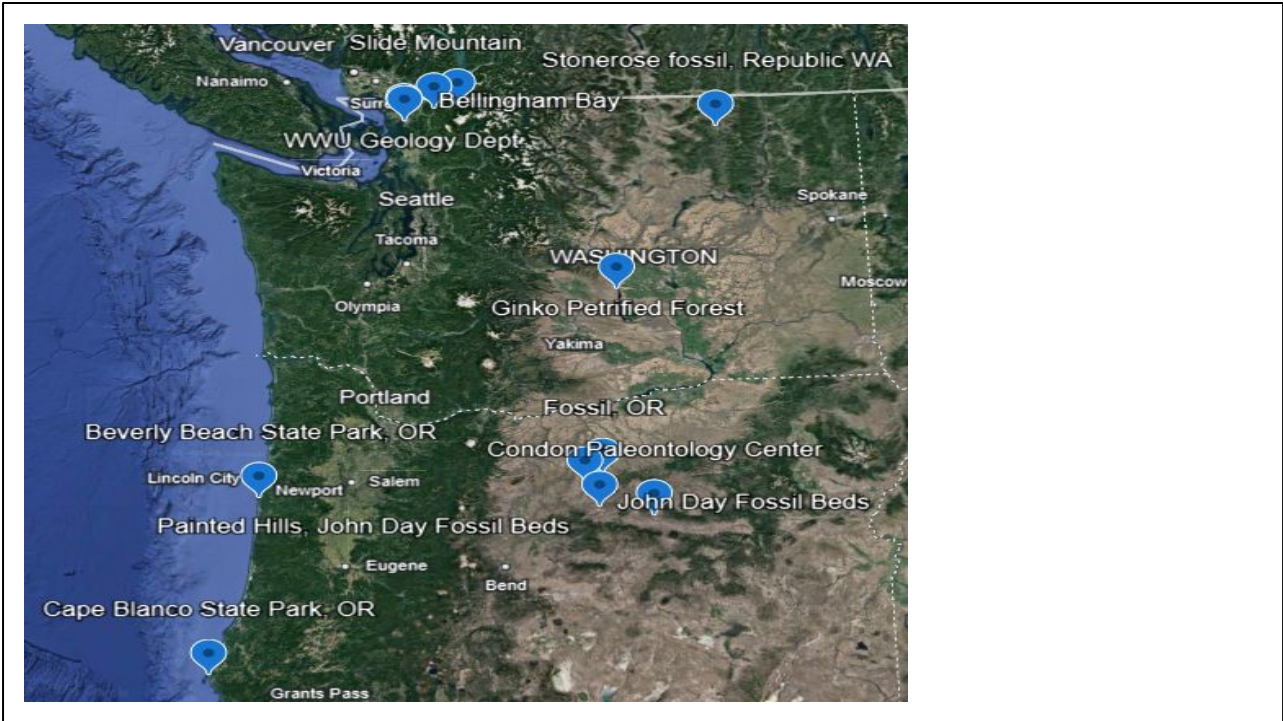 Vancouver
Slide Mountain
Stonerose fossil, Republic WA
Nanaimo
Surre
Bellingham Bay
WWU Geology Dept
Victoria
Seattle
Spokane
Tacoma
WASHINGTON
Moscow
Olympia
Ginko Petrified Forest
Yakima
Portland
Fossil, OR
Beverly Beach State Park, OR
Condon Paleontology Center
Lincoln City
Newport
Salem
John Day Fossil Beds
Painted Hills, John Day Fossil Beds
Eugene
Bend
Cape Blanco State Park, OR
Grants Pass